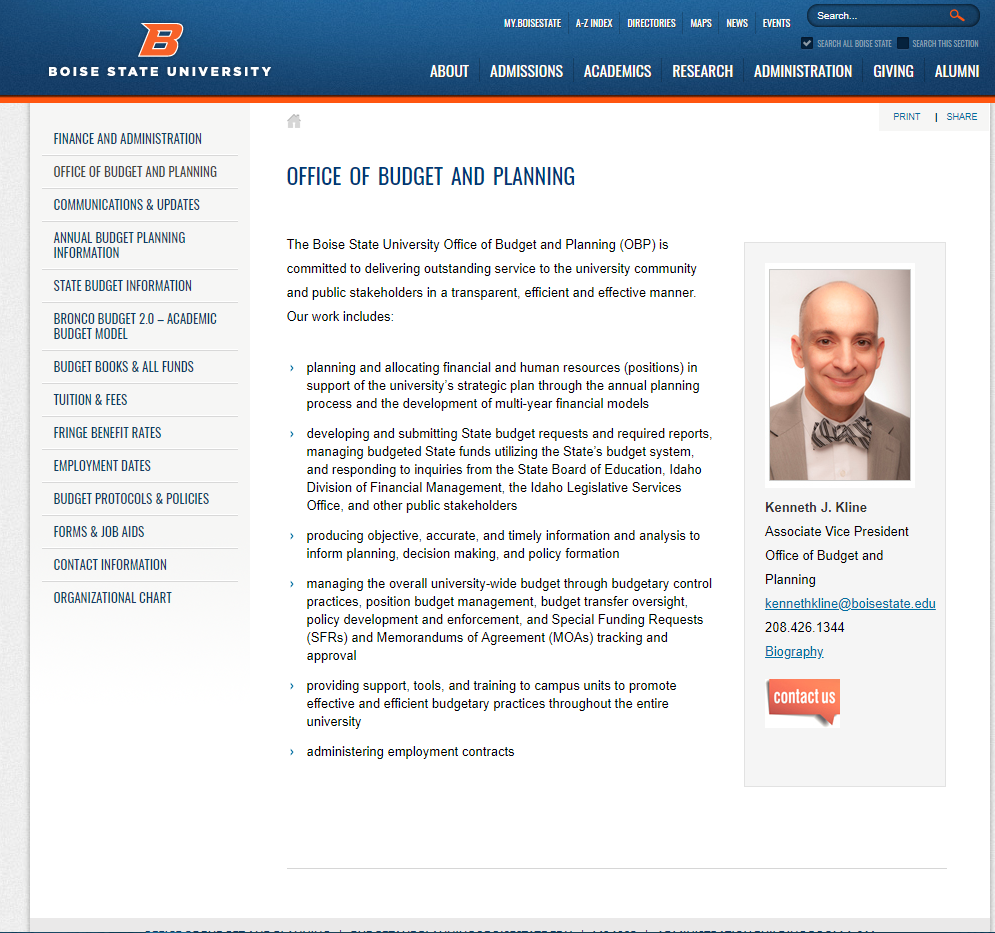 MY.BOISESTATE A-Z INDEX DIRECTORIES MAPS NEWS EVENTS Search...
SEARCH ALL BOISE STATE SEARCH THIS SECTION
B
BOISE STATE UNIVERSITY
ABOUT ADMISSIONS ACADEMICS RESEARCH ADMINISTRATION GIVING ALUMNI
FINANCE AND ADMINISTRATION
OFFICE OF BUDGET AND PLANNING
COMMUNICATIONS & UPDATES
ANNUAL BUDGET PLANNING
INFORMATION
STATE BUDGET INFORMATION
BRONCO BUDGET 2.0 – ACADEMIC
BUDGET MODEL
BUDGET BOOKS & ALL FUNDS
TUITION & FEES
FRINGE BENEFIT RATES
EMPLOYMENT DATES
BUDGET PROTOCOLS & POLICIES
FORMS & JOB AIDS
CONTACT INFORMATION
ORGANIZATIONAL CHART
PRINT | SHARE
OFFICE OF BUDGET AND PLANNING
The Boise State University Office of Budget and Planning (OBP) is
committed to delivering outstanding service to the university community
and public stakeholders in a transparent, efficient and effective manner.
Our work includes:
› planning and allocating financial and human resources (positions) in
support of the university's strategic plan through the annual planning
process and the development of multi-year financial models
› developing and submitting State budget requests and required reports,
managing budgeted State funds utilizing the State's budget system,
and responding to inquiries from the State Board of Education, Idaho
Division of Financial Management, the Idaho Legislative Services
Office, and other public stakeholders
› producing objective, accurate, and timely information and analysis to
inform planning, decision making, and policy formation
› managing the overall university-wide budget through budgetary control
practices, position budget management, budget transfer oversight,
policy development and enforcement, and Special Funding Requests
(SFRs) and Memorandums of Agreement (MOAs) tracking and
approval
› providing support, tools, and training to campus units to promote
effective and efficient budgetary practices throughout the entire
university
› administering employment contracts
Kenneth J. Kline
Associate Vice President
Office of Budget and
Planning
kennethkline@boisestate.edu
208.426.1344
Biography
contact us